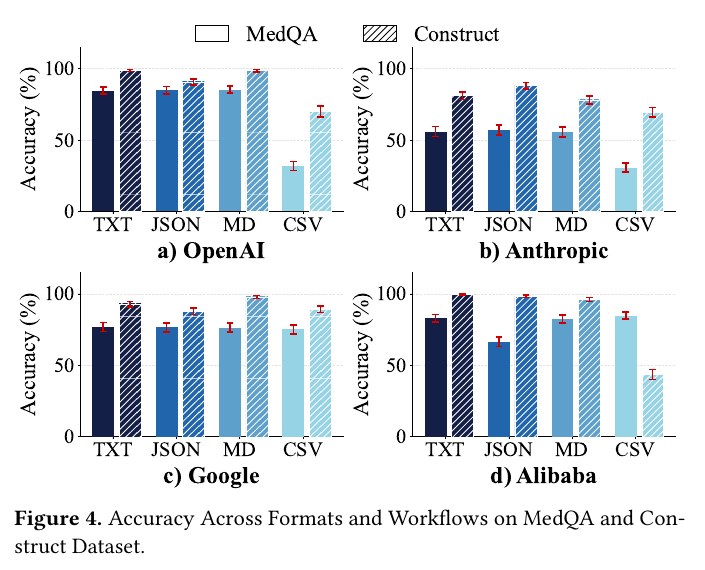 MedQA Construct
Accuracy (%)
100
50
0
TXT JSON MD CSV
a) OpenAI
Accuracy (%)
100
50
0
TXT JSON MD CSV
b) Anthropic
Accuracy (%)
100
50
0
TXT JSON MD CSV
c) Google
Accuracy (%)
100
50
0
TXT JSON MD CSV
d) Alibaba
Figure 4. Accuracy Across Formats and Workflows on MedQA and Con-
struct Dataset.